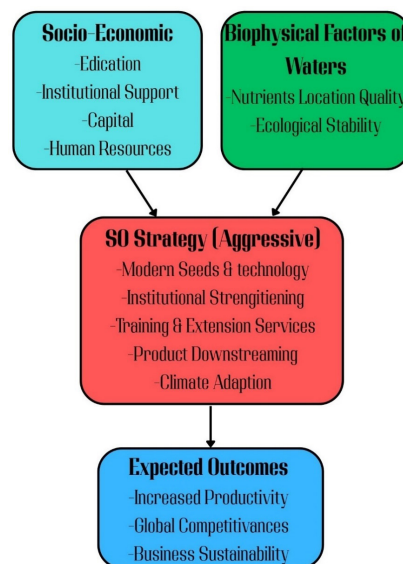 Socio-Economic
-Edication
-Institutional Support
-Capital
-Human Resources
Biophysical Factors of
Waters
-Nutrients Location Quality
-Ecological Stability
SO Strategy (Aggressive)
-Modern Seeds & technology
-Institutional Strengitiening
-Training & Extension Services
-Product Downstreaming
-Climate Adaption
Expected Outcomes
-Increased Productivity
-Global Competitivances
-Business Sustainability